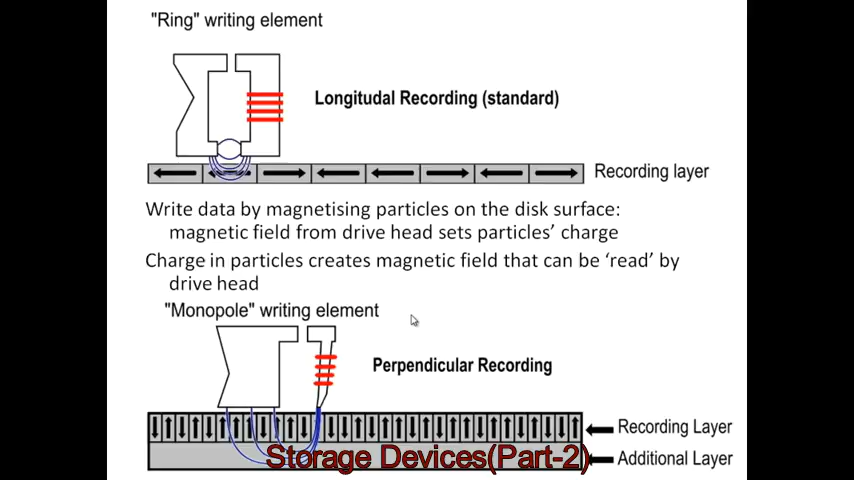 "Ring" writing element
Longitudal Recording (standard)
Recording layer
Write data by magnetising particles on the disk surface:
magnetic field from drive head sets particles' charge
Charge in particles creates magnetic field that can be 'read' by
drive head
"Monopole" writing element
Perpendicular Recording
Recording Layer
Storage Devices(Part-2)
Additional Layer